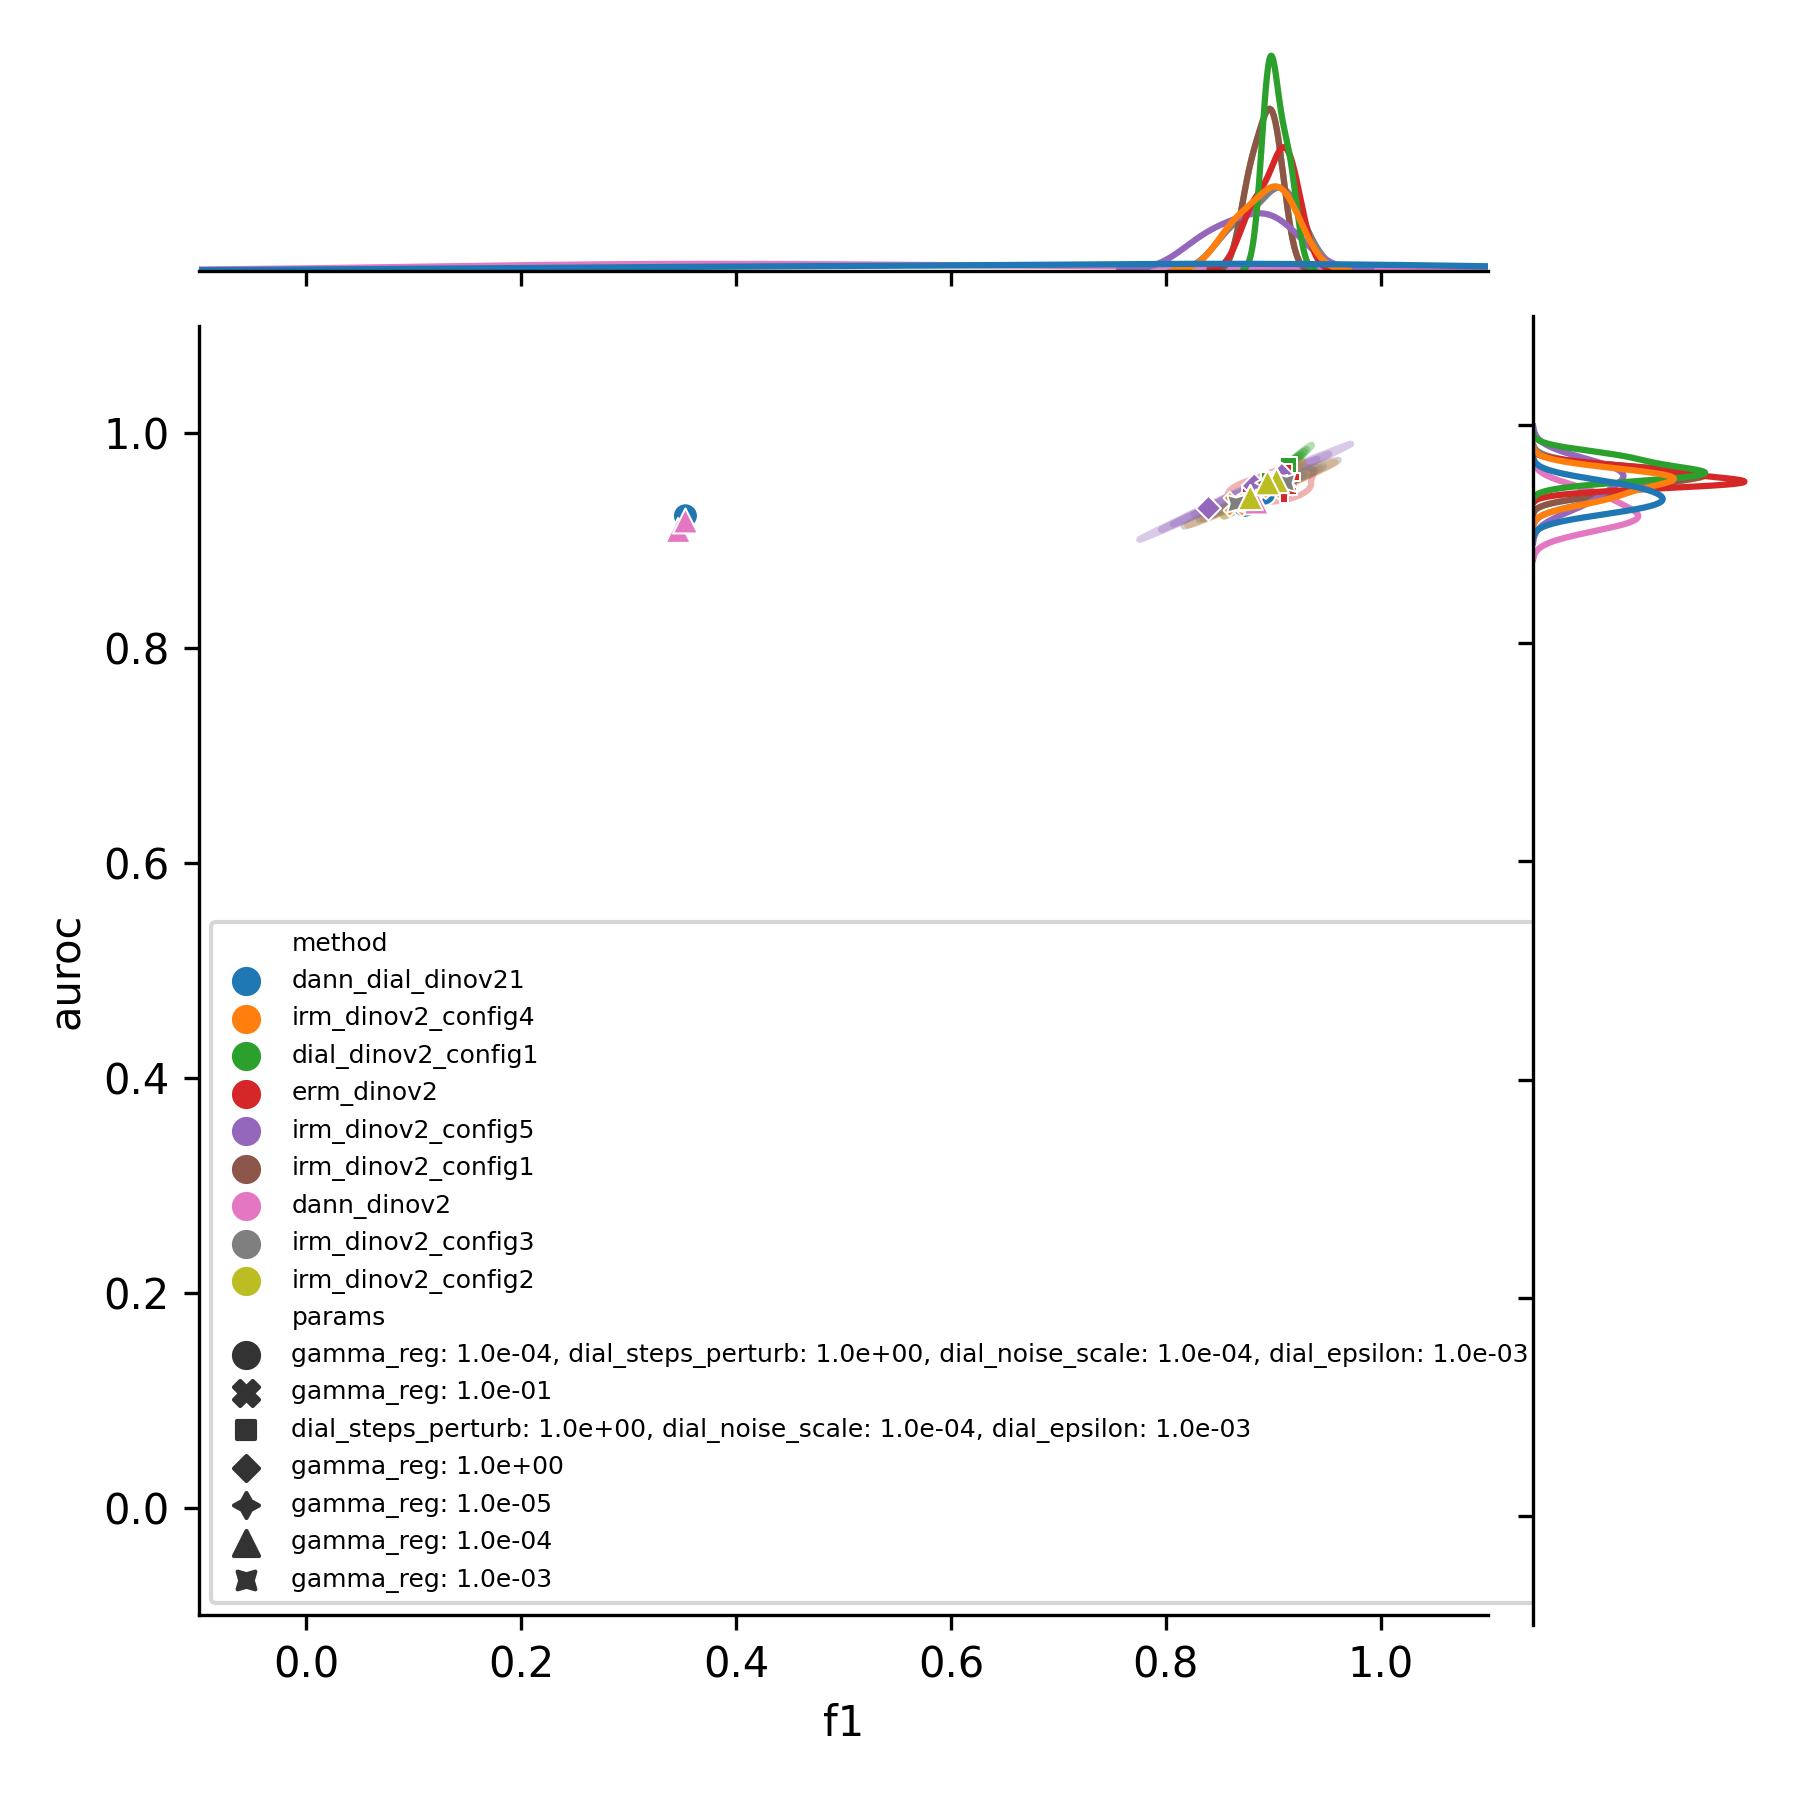 1.0
0.8
0.6
0.4
0.2
0.0
auroc
method
dann_dial_dinov21
irm_dinov2_config4
dial_dinov2_config1
erm_dinov2
irm_dinov2_config5
irm_dinov2_config1
dann_dinov2
irm_dinov2_config3
irm_dinov2_config2
params
gamma_reg: 1.0e-04, dial_steps_perturb: 1.0e+00, dial_noise_scale: 1.0e-04, dial_epsilon: 1.0e-03
gamma_reg: 1.0e-01
dial_steps_perturb: 1.0e+00, dial_noise_scale: 1.0e-04, dial_epsilon: 1.0e-03
gamma_reg: 1.0e+00
gamma_reg: 1.0e-05
gamma_reg: 1.0e-04
gamma_reg: 1.0e-03
0.0 0.2 0.4 0.6 0.8 1.0
f1